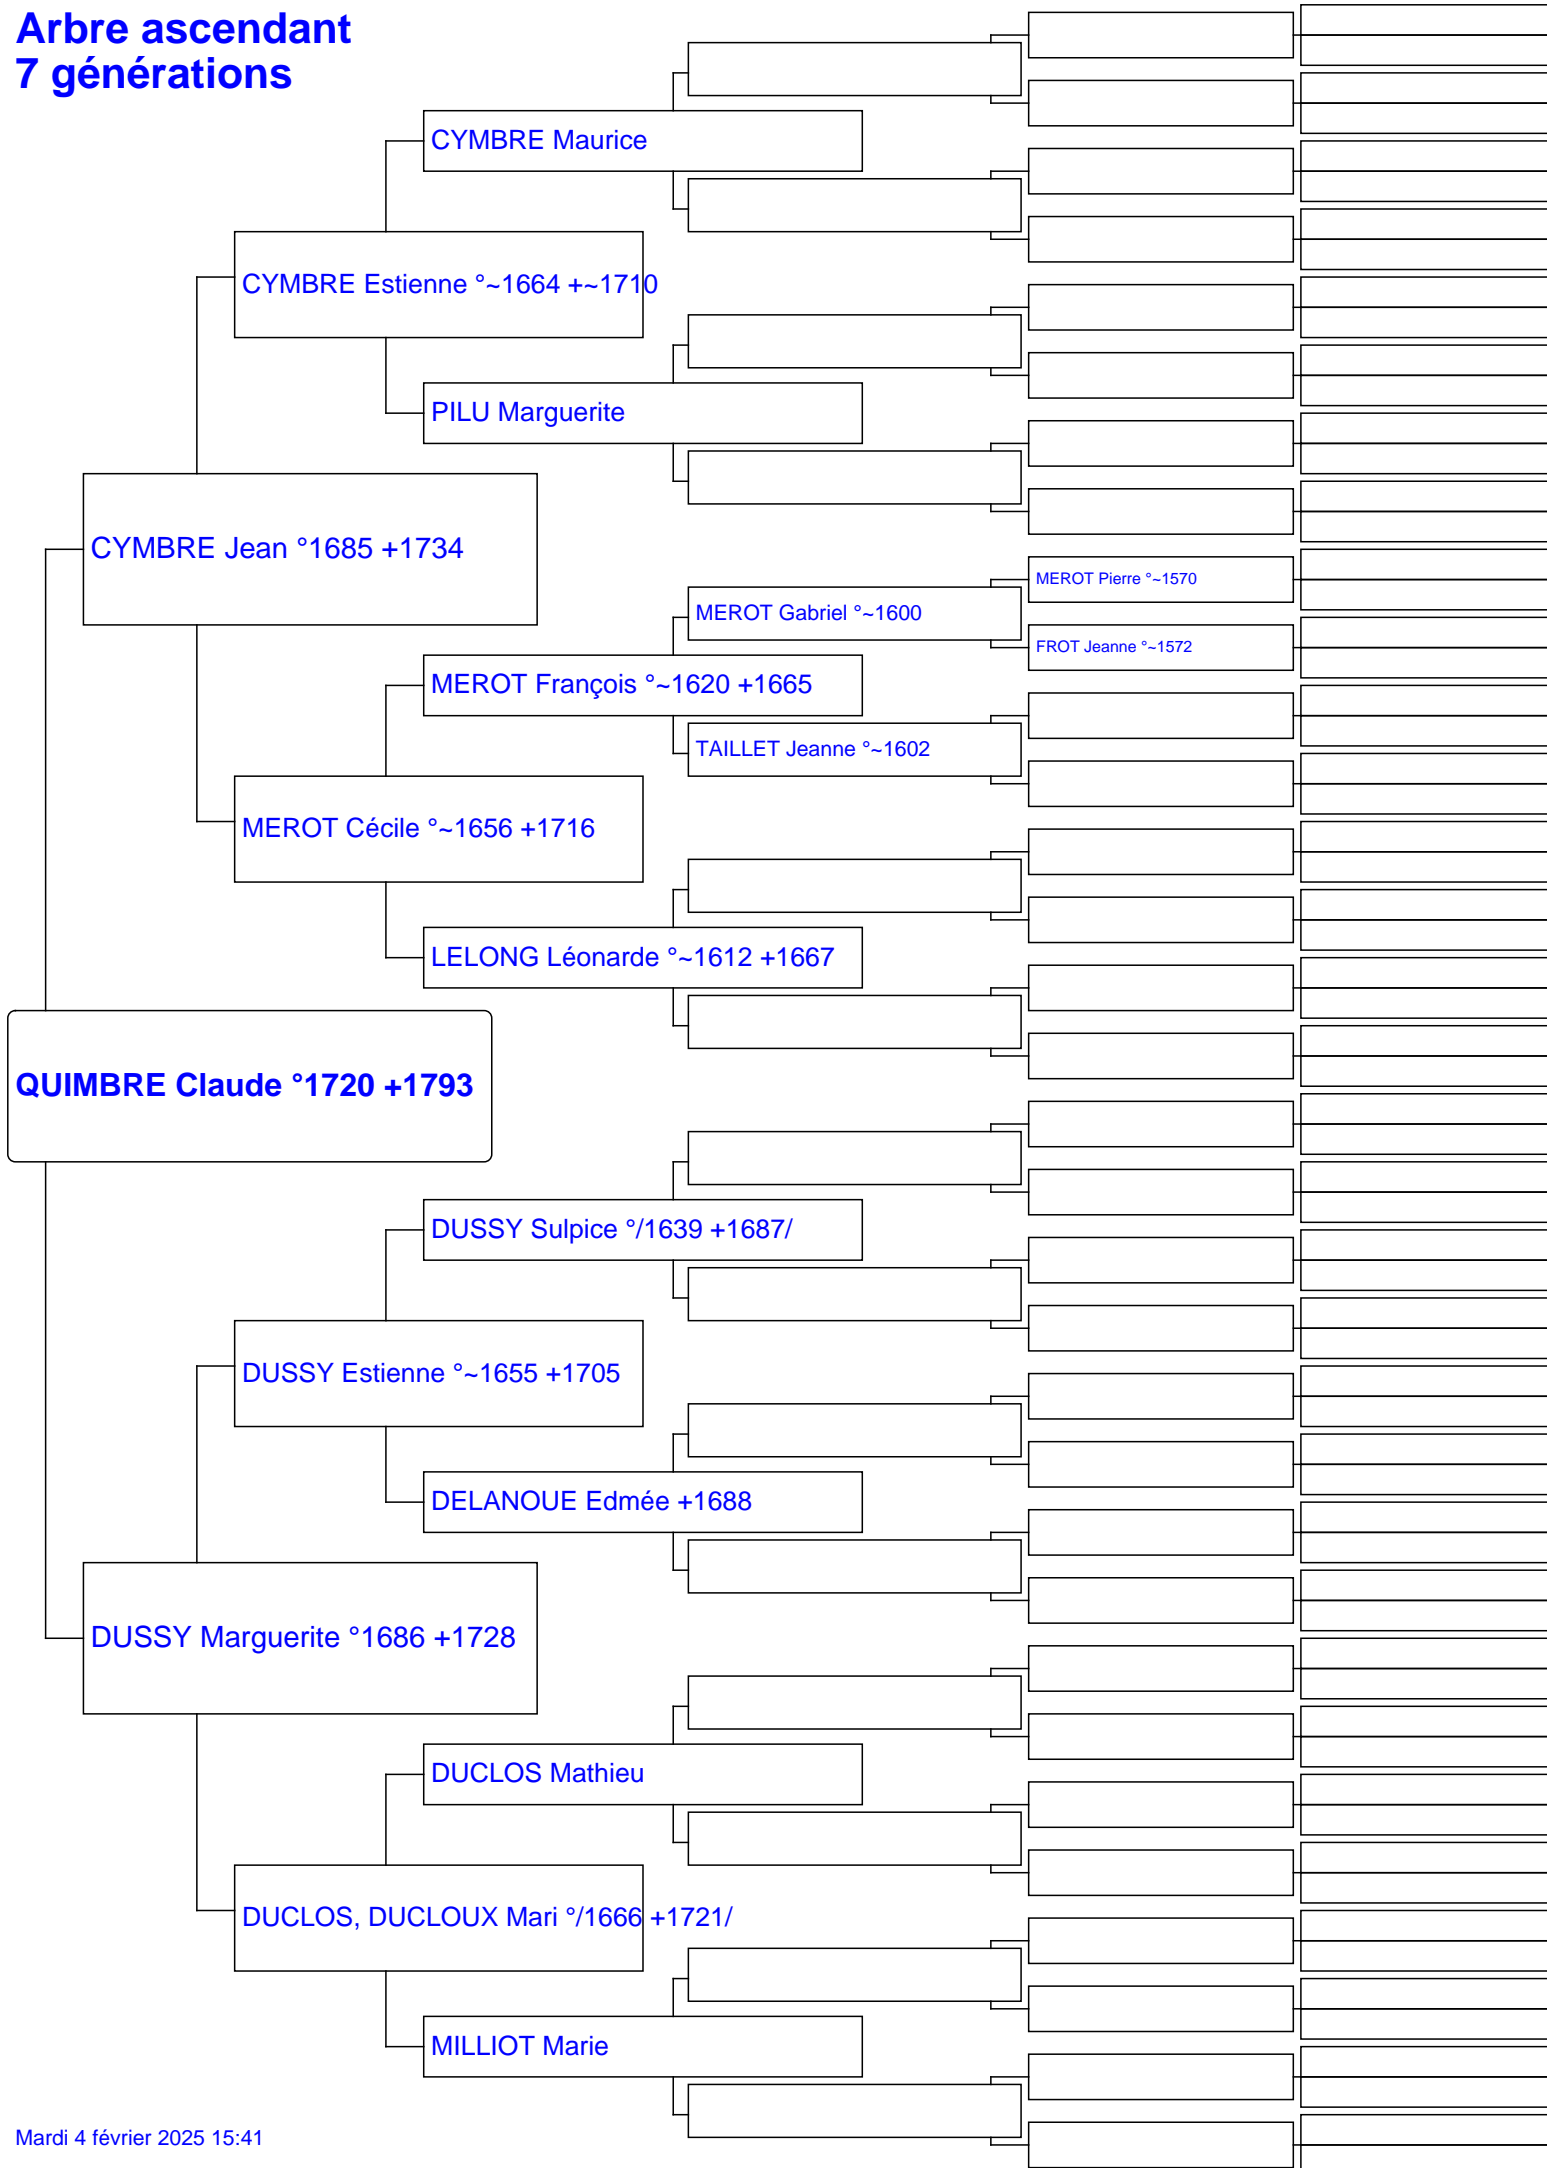 Arbre ascendant
7 générations
CYMBRE Maurice
CYMBRE Estienne °~1664 +~1710
PILU Marguerite
CYMBRE Jean °1685 +1734
MEROT Pierre °~1570
MEROT Gabriel °~1600
FROT Jeanne °~1572
MEROT François °~1620 +1665
TAILLET Jeanne °~1602
MEROT Cécile °~1656 +1716
LELONG Léonarde °~1612 +1667
QUIMBRE Claude °1720 +1793
DUSSY Sulpice °/1639 +1687/
DUSSY Estienne °~1655 +1705
DELANOUE Edmée +1688
DUSSY Marguerite °1686 +1728
DUCLOS Mathieu
DUCLOS, DUCLOUX Mari °/1666 +1721/
MILLIOT Marie
Mardi 4 février 2025 15:41